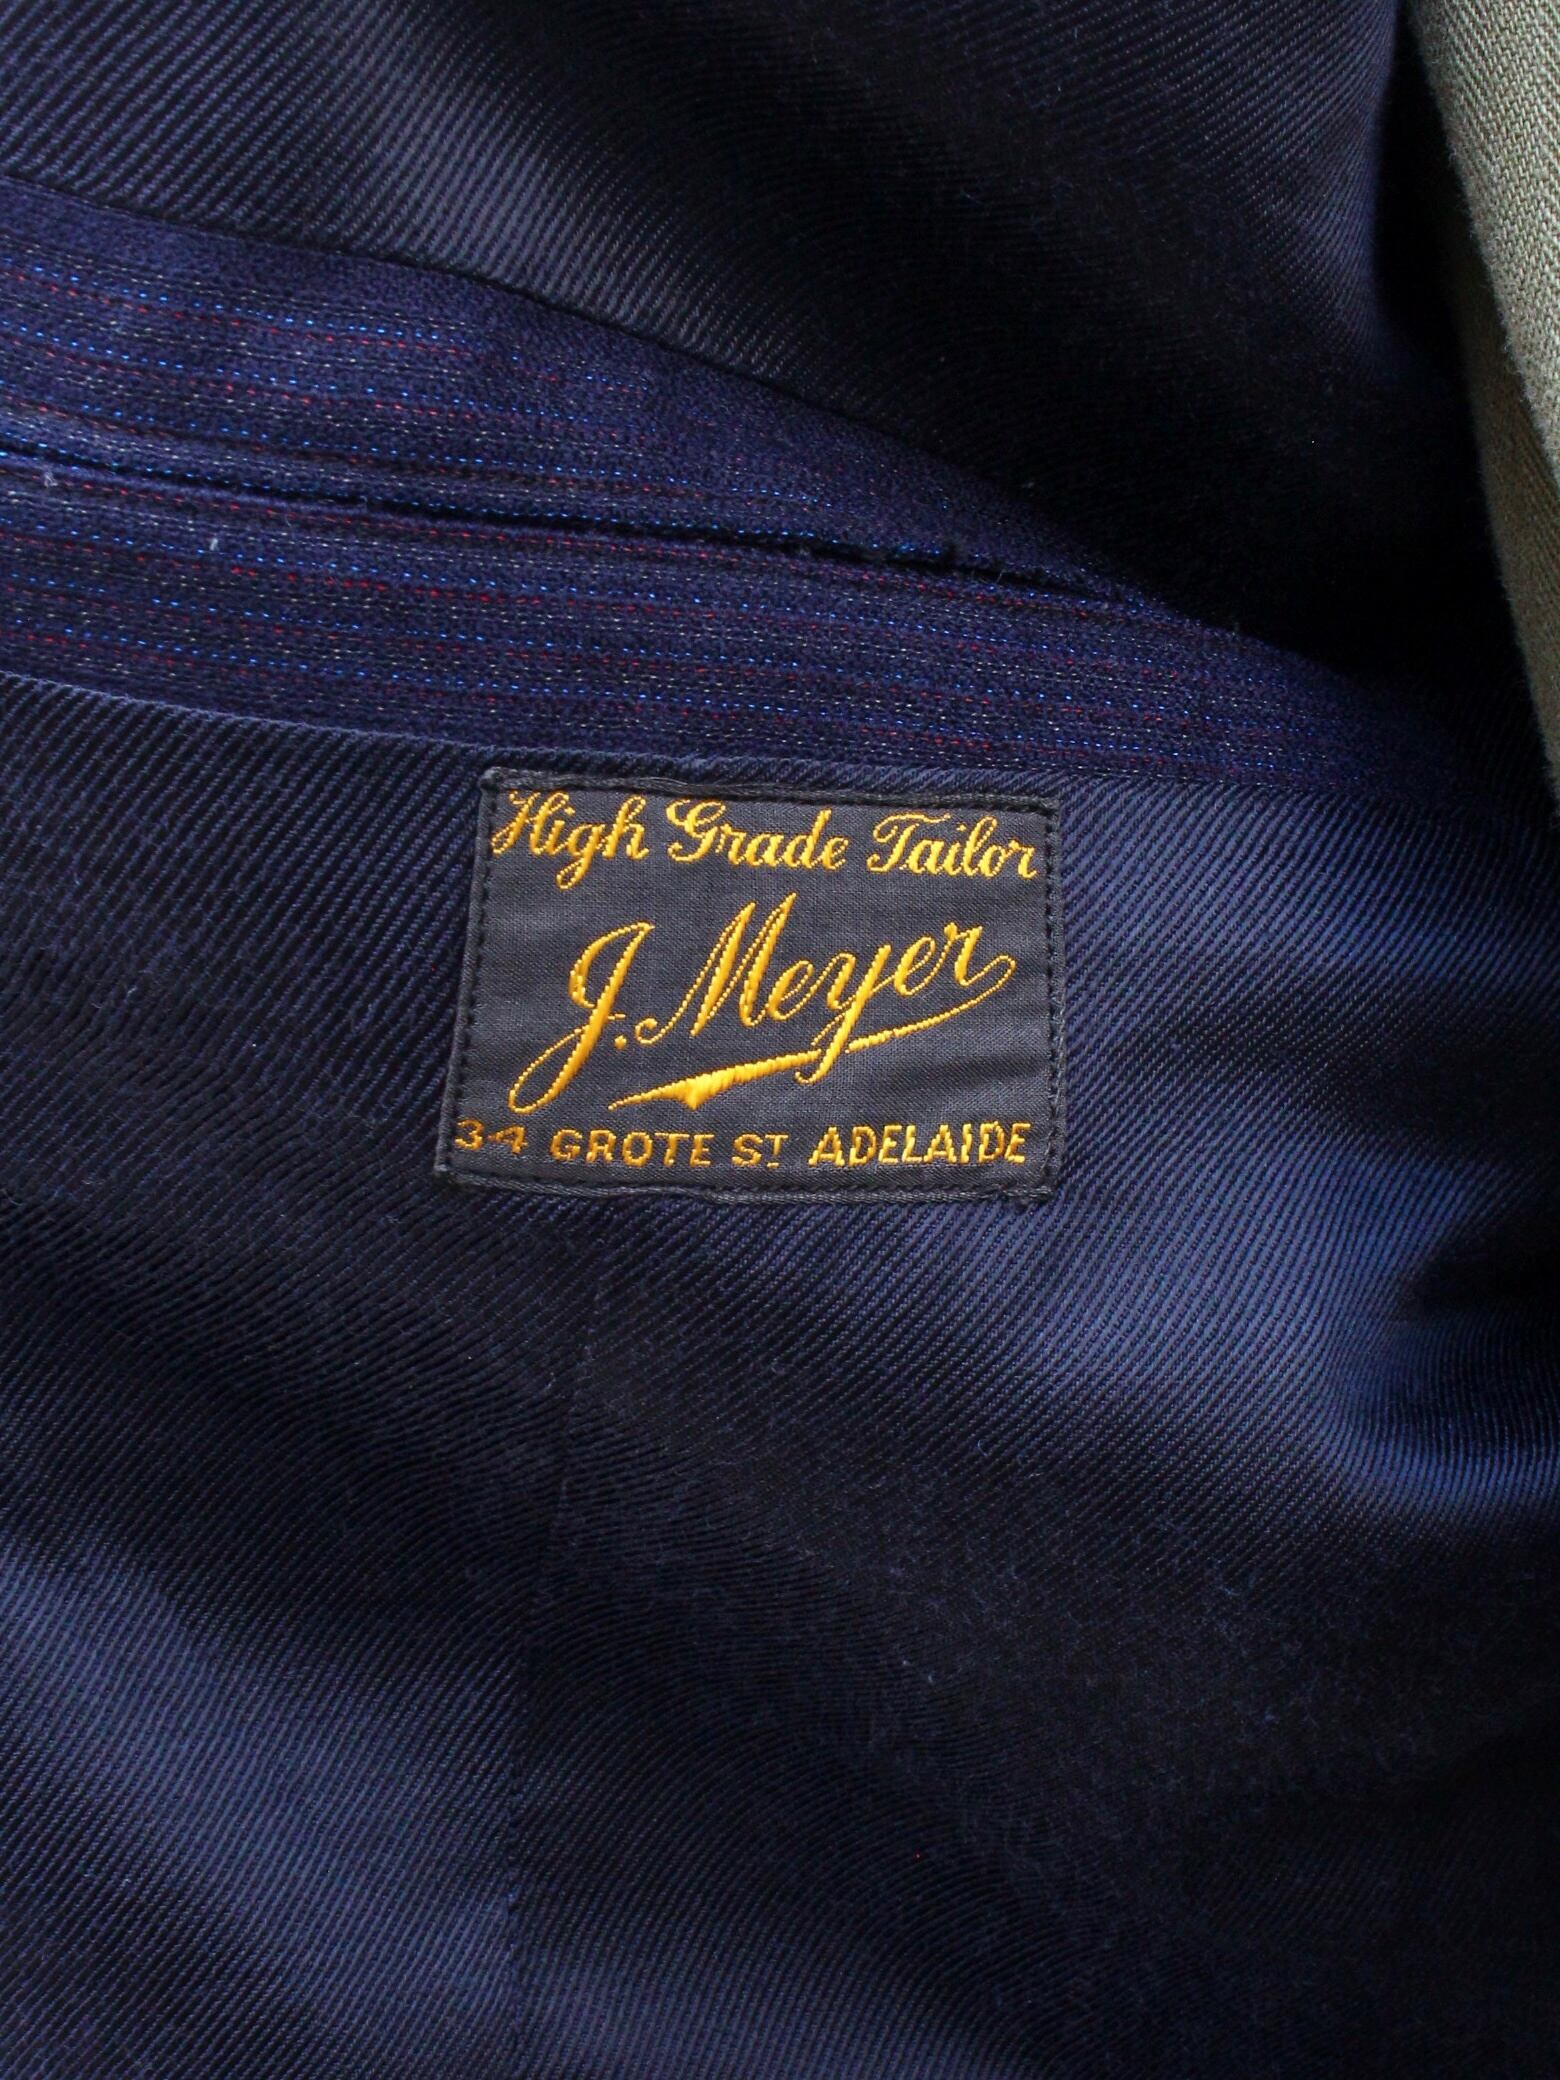 High Grade Tailor
J. Meyer
34 GROTE ST ADELAIDE